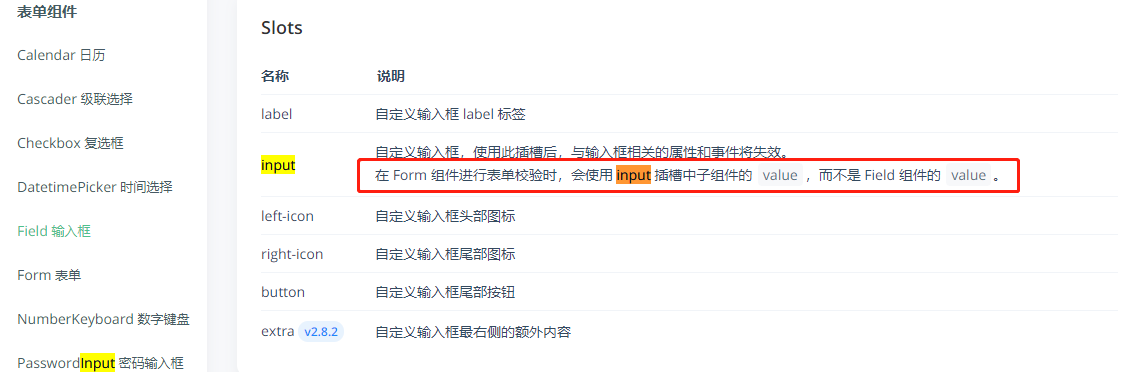 表单组件
Calendar 日历
Cascader 级联选择
Checkbox 复选框
DatetimePicker 时间选择
Field 输入框
Form 表单
NumberKeyboard 数字键盘
PasswordInput 密码输入框
Slots
名称 说明
label 自定义输入框 label 标签
input 自定义输入框，使用此插槽后，与输入框相关的属性和事件将失效。
在 Form 组件进行表单校验时，会使用 input 插槽中子组件的 value ，而不是 Field 组件的 value 。
left-icon 自定义输入框头部图标
right-icon 自定义输入框尾部图标
button 自定义输入框尾部按钮
extra v2.8.2 自定义输入框最右侧的额外内容